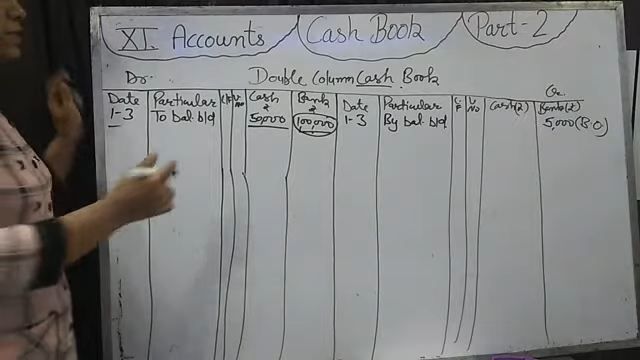 XI. Accounts Cash Book Part-2
Double Column Cash Book
Dr. Cr.
Date Particular Cash ₹ Bank ₹ Date Particular Cash(₹) Bank(₹)
1-3 To bal. b/d 50,000 100,000 1-3 By bal. b/d 5,000 (B.O)